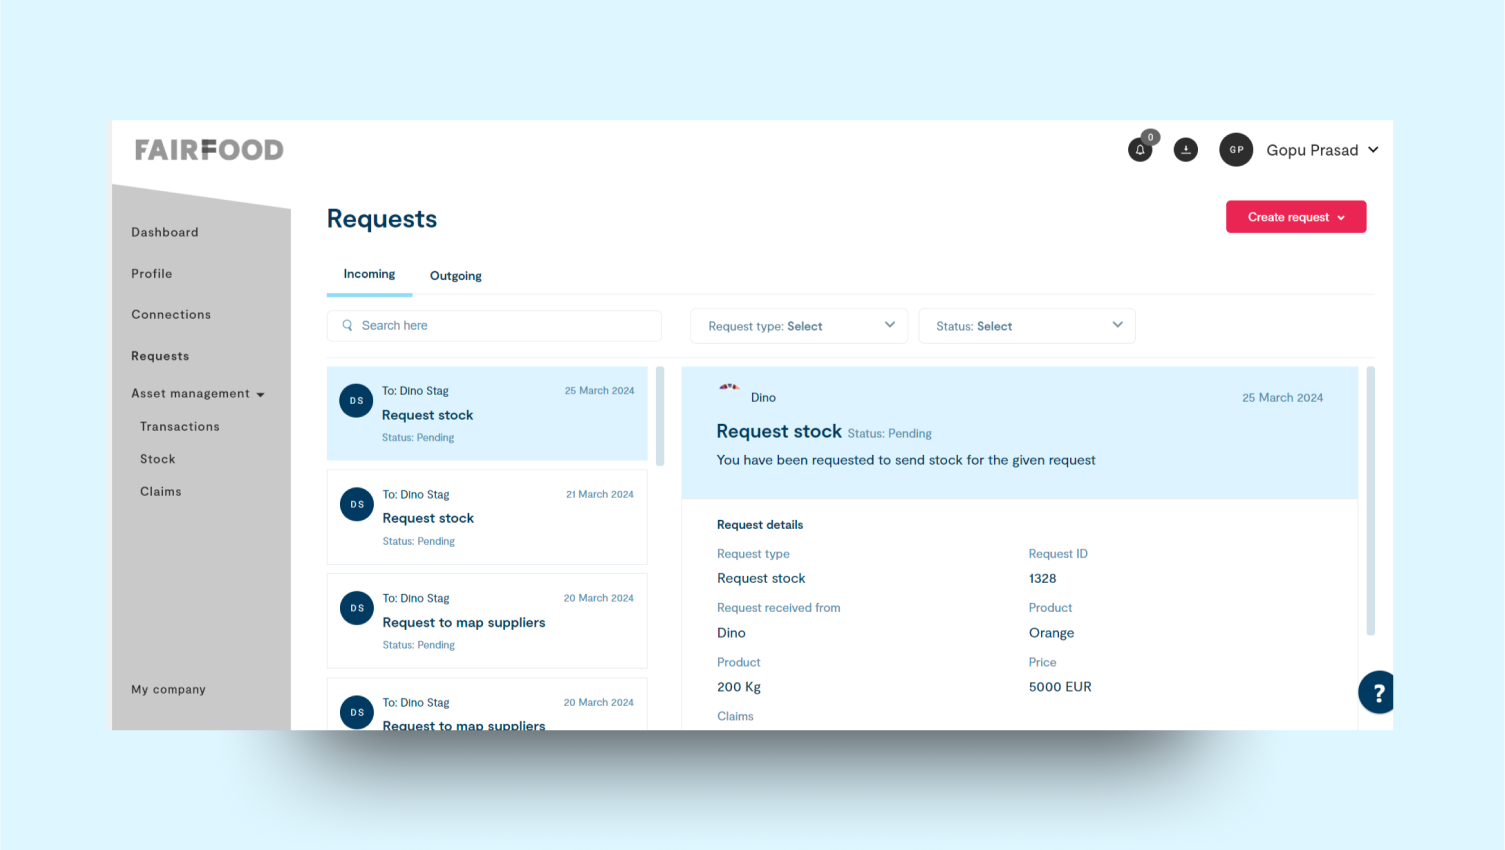 FAIRFOOD
0
GP
Gopu Prasad
Dashboard
Profile
Connections
Requests
Asset management
Transactions
Stock
Claims
My company
Requests
Create request
Incoming
Outgoing
Search here
Request type: Select
Status: Select
DS
To: Dino Stag
25 March 2024
Request stock
Status: Pending
DS
To: Dino Stag
21 March 2024
Request stock
Status: Pending
DS
To: Dino Stag
20 March 2024
Request to map suppliers
Status: Pending
DS
To: Dino Stag
20 March 2024
Request to map suppliers
Dino
25 March 2024
Request stock Status: Pending
You have been requested to send stock for the given request
Request details
Request type
Request ID
Request stock
1328
Request received from
Product
Dino
Orange
Product
Price
200 Kg
5000 EUR
Claims
?